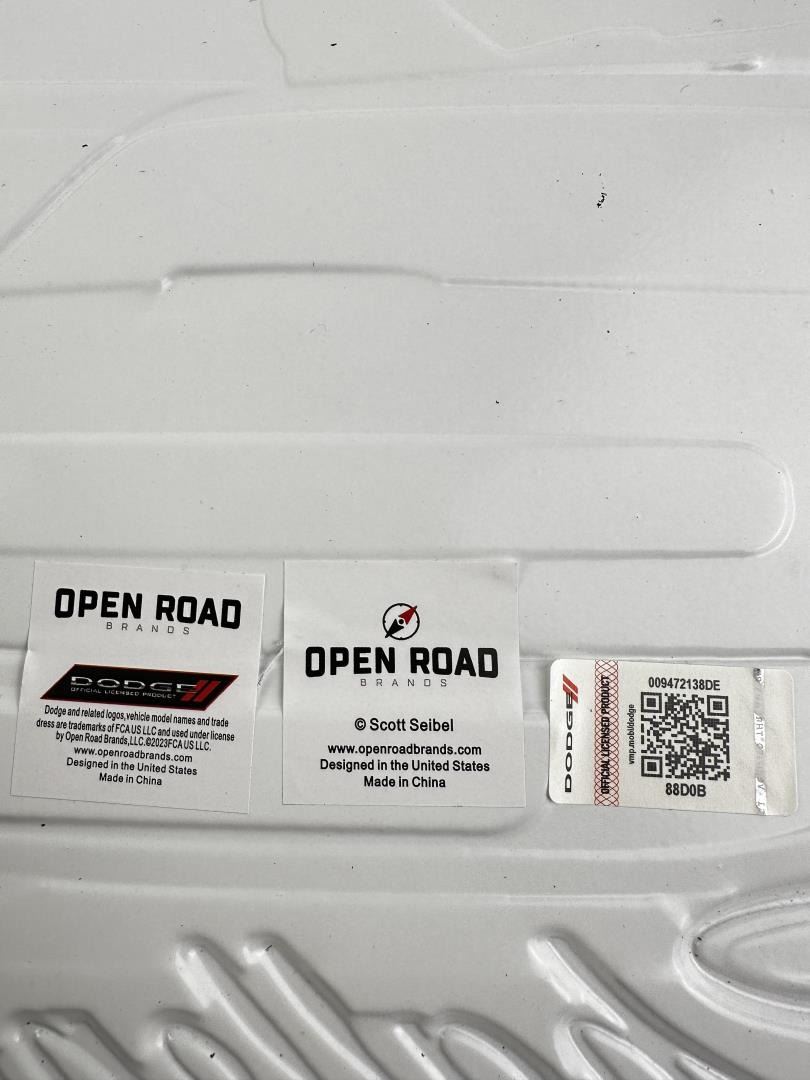 OPEN ROAD
BRANDS
DODGE
OFFICIAL LICENSED PRODUCT
Dodge and related logos,vehicle model names and trade
dress are trademarks of FCA US LLC and used under license
by Open Road Brands,LLC.©2023FCA US LLC.
www.openroadbrands.com
Designed in the United States
Made in China
OPEN ROAD
BRANDS
© Scott Seibel
www.openroadbrands.com
Designed in the United States
Made in China
DODGE
OFFICIAL LICENSED PRODUCT
vmp.mobi/dodge
009472138DE
88D0B